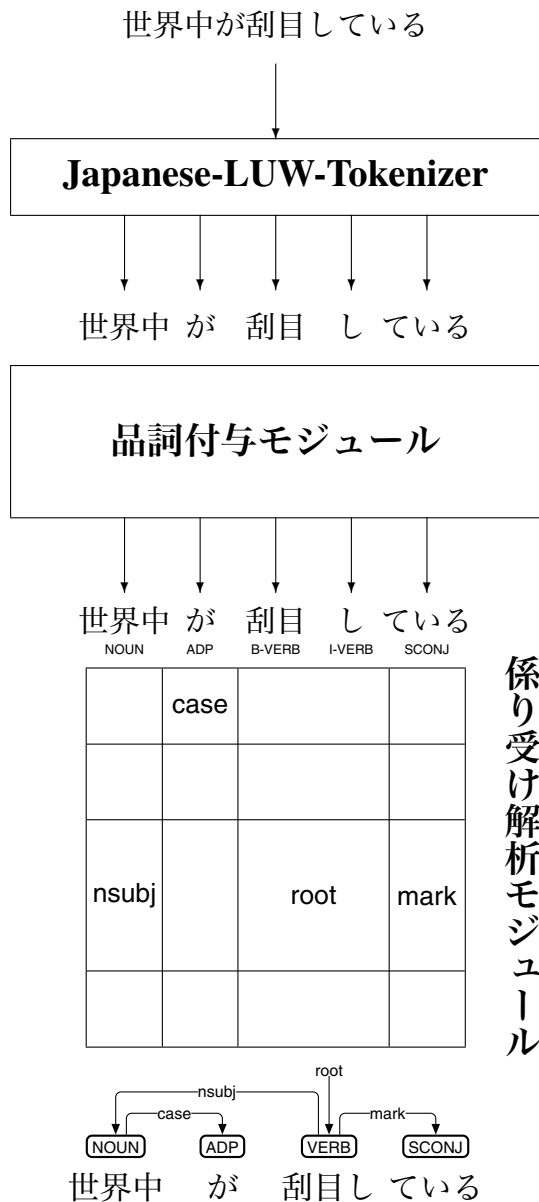 世界中が刮目している
Japanese-LUW-Tokenizer
世界中 が 刮目 し ている
品詞付与モジュール
世界中 が 刮目 し ている
NOUN ADP B-VERB I-VERB SCONJ
case
nsubj root mark
係り受け解析モジュール
root
nsubj
case mark
NOUN ADP VERB SCONJ
世界中 が 刮目し ている